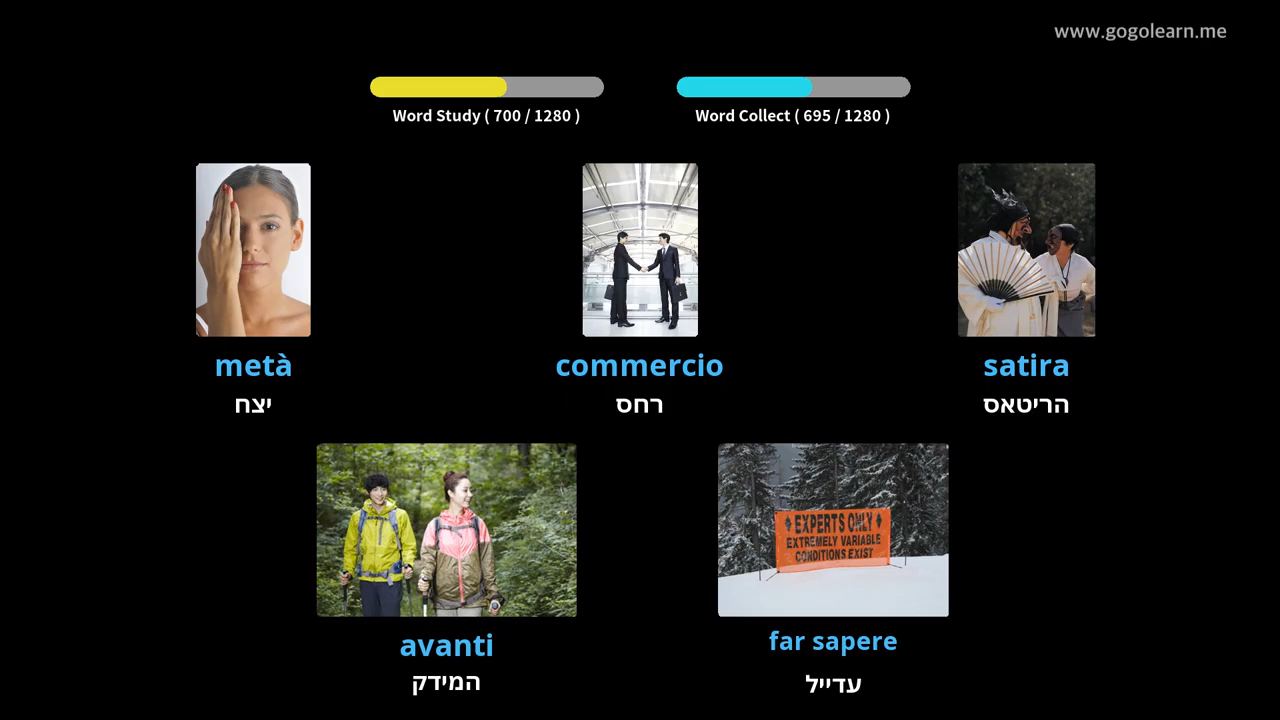 www.gogolearn.me
Word Study ( 700 / 1280 )
Word Collect ( 695 / 1280 )
metà
יצח
commercio
רחס
satira
הריטאס
EXPERTS ONLY
EXTREMELY VARIABLE
CONDITIONS EXIST
avanti
המידק
far sapere
עדייל